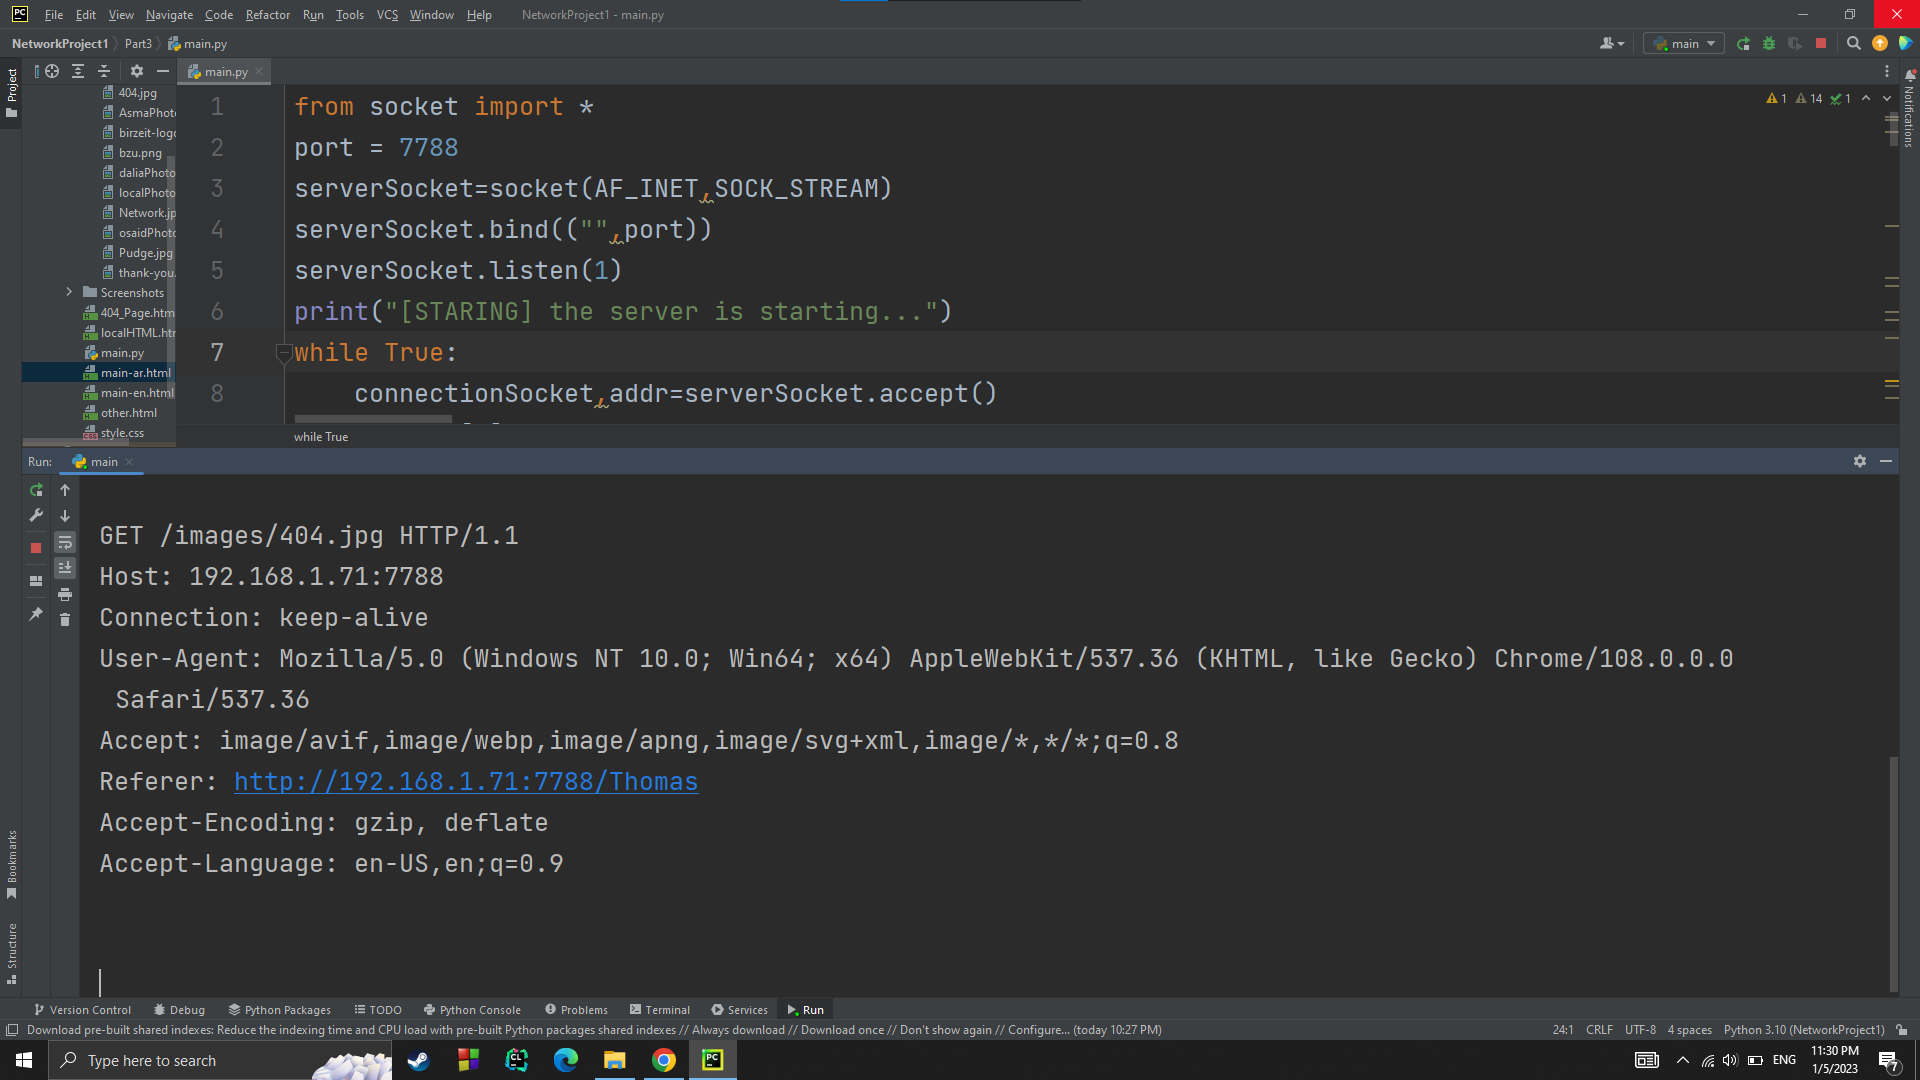 PC File Edit View Navigate Code Refactor Run Tools VCS Window Help NetworkProject1 - main.py
NetworkProject1 Part3 main.py
main
Project
main.py
1 14 1
Notifications
404.jpg
AsmaPhoto
birzeit-logo
bzu.png
daliaPhoto
localPhoto
Network.jp
osaidPhoto
Pudge.jpg
thank-you.
Screenshots
404_Page.htm
localHTML.htm
main.py
main-ar.html
main-en.html
other.html
style.css
1 from socket import *
2 port = 7788
3 serverSocket=socket(AF_INET,SOCK_STREAM)
4 serverSocket.bind(("",port))
5 serverSocket.listen(1)
6 print("[STARING] the server is starting...")
7 while True:
8 connectionSocket,addr=serverSocket.accept()
while True
Run: main
GET /images/404.jpg HTTP/1.1
Host: 192.168.1.71:7788
Connection: keep-alive
User-Agent: Mozilla/5.0 (Windows NT 10.0; Win64; x64) AppleWebKit/537.36 (KHTML, like Gecko) Chrome/108.0.0.0
Safari/537.36
Accept: image/avif,image/webp,image/apng,image/svg+xml,image/*,*/*;q=0.8
Referer: http://192.168.1.71:7788/Thomas
Accept-Encoding: gzip, deflate
Accept-Language: en-US,en;q=0.9
Bookmarks
Structure
Version Control Debug Python Packages TODO Python Console Problems Terminal Services Run
Download pre-built shared indexes: Reduce the indexing time and CPU load with pre-built Python packages shared indexes // Always download // Download once // Don't show again // Configure... (today 10:27 PM) 24:1 CRLF UTF-8 4 spaces Python 3.10 (NetworkProject1)
Type here to search CL PC ENG 11:30 PM
1/5/2023 7